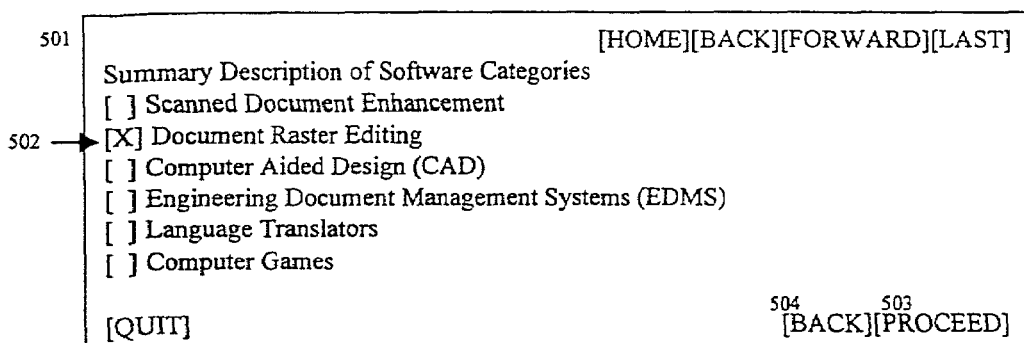 501 [HOME][BACK][FORWARD][LAST]
Summary Description of Software Categories
[ ] Scanned Document Enhancement
502 [X] Document Raster Editing
[ ] Computer Aided Design (CAD)
[ ] Engineering Document Management Systems (EDMS)
[ ] Language Translators
[ ] Computer Games
504 503
[QUIT] [BACK][PROCEED]